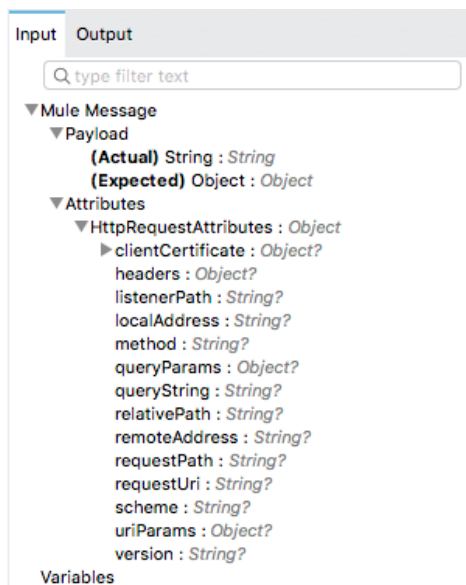 Input Output
type filter text
Mule Message
Payload
(Actual) String : String
(Expected) Object : Object
Attributes
HttpRequestAttributes : Object
clientCertificate : Object?
headers : Object?
listenerPath : String?
localAddress : String?
method : String?
queryParams : Object?
queryString : String?
relativePath : String?
remoteAddress : String?
requestPath : String?
requestUri : String?
scheme : String?
uriParams : Object?
version : String?
Variables